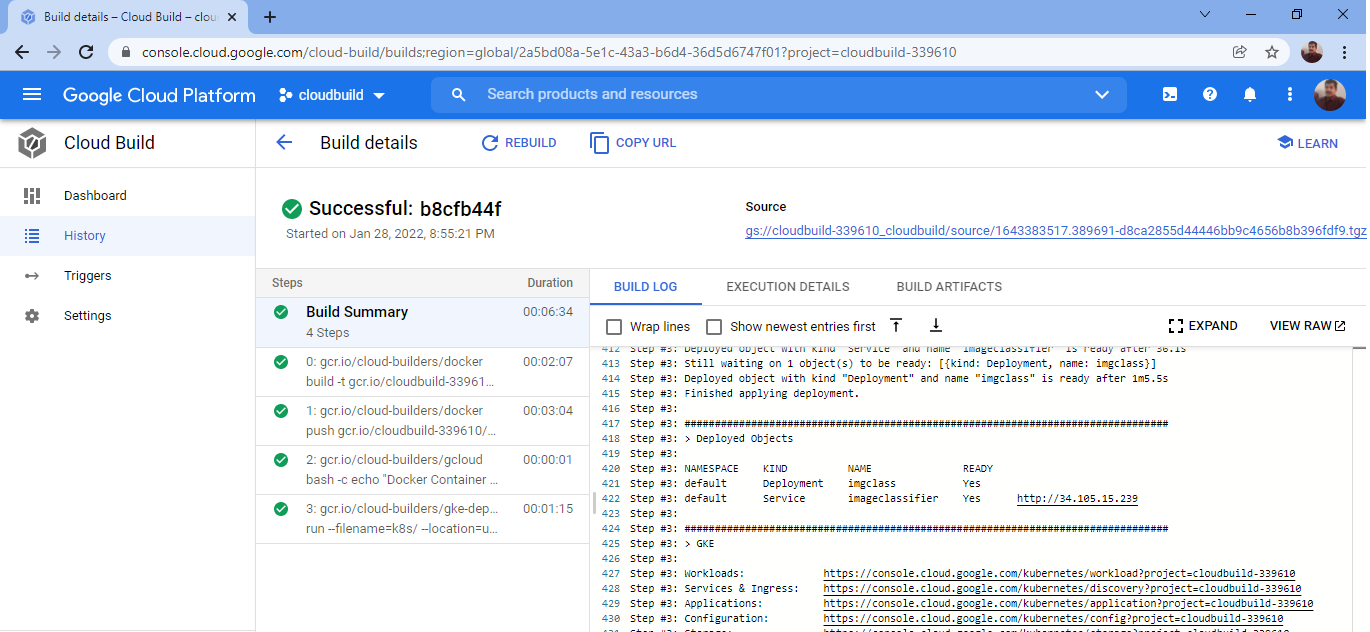 Build details – Cloud Build – clou
console.cloud.google.com/cloud-build/builds;region=global/2a5bd08a-5e1c-43a3-b6d4-36d5d6747f01?project=cloudbuild-339610
Google Cloud Platform
cloudbuild
Search products and resources
Cloud Build
Build details
REBUILD
COPY URL
LEARN
Dashboard
History
Triggers
Settings
Successful: b8cfb44f
Started on Jan 28, 2022, 8:55:21 PM
Source
gs://cloudbuild-339610_cloudbuild/source/1643383517.389691-d8ca2855d44446bb9c4656b8b396fdf9.tgz
Steps Duration
Build Summary 00:06:34
4 Steps
0: gcr.io/cloud-builders/docker 00:02:07
build -t gcr.io/cloudbuild-33961...
1: gcr.io/cloud-builders/docker 00:03:04
push gcr.io/cloudbuild-339610/...
2: gcr.io/cloud-builders/gcloud 00:00:01
bash -c echo "Docker Container ...
3: gcr.io/cloud-builders/gke-dep... 00:01:15
run --filename=k8s/ --location=u...
BUILD LOG EXECUTION DETAILS BUILD ARTIFACTS
Wrap lines Show newest entries first EXPAND VIEW RAW
412 Step #3: Deployed object with kind "Service" and name "imageclassifier" is ready after 36.1s
413 Step #3: Still waiting on 1 object(s) to be ready: [{kind: Deployment, name: imgclass}]
414 Step #3: Deployed object with kind "Deployment" and name "imgclass" is ready after 1m5.5s
415 Step #3: Finished applying deployment.
416 Step #3:
417 Step #3: ################################################################################
418 Step #3: > Deployed Objects
419 Step #3:
420 Step #3: NAMESPACE KIND NAME READY
421 Step #3: default Deployment imgclass Yes
422 Step #3: default Service imageclassifier Yes http://34.105.15.239
423 Step #3:
424 Step #3: ################################################################################
425 Step #3: > GKE
426 Step #3:
427 Step #3: Workloads: https://console.cloud.google.com/kubernetes/workload?project=cloudbuild-339610
428 Step #3: Services & Ingress: https://console.cloud.google.com/kubernetes/discovery?project=cloudbuild-339610
429 Step #3: Applications: https://console.cloud.google.com/kubernetes/application?project=cloudbuild-339610
430 Step #3: Configuration: https://console.cloud.google.com/kubernetes/config?project=cloudbuild-339610
431 Step #3: Storage: https://console.cloud.google.com/kubernetes/storage?project=cloudbuild-339610